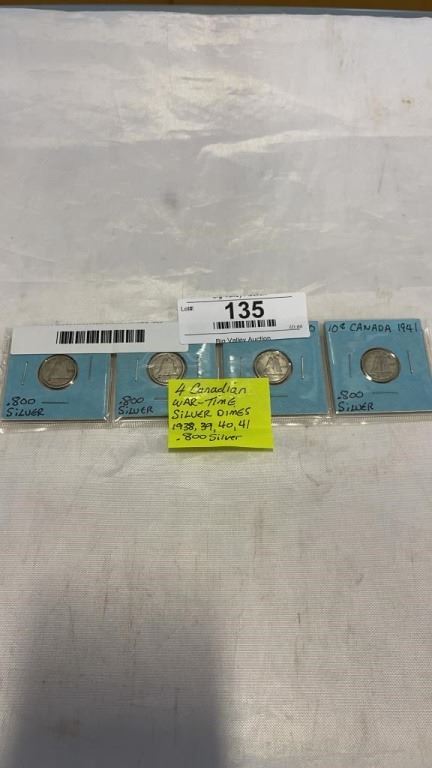 Lot#:
135
Big Valley Auction
0
10¢ CANADA 1941
.800
SILVER
.800
SILVER
.800
SILVER
4 Canadian
WAR-TIME
SILVER DIMES
1938, 39, 40, 41
.800 Silver